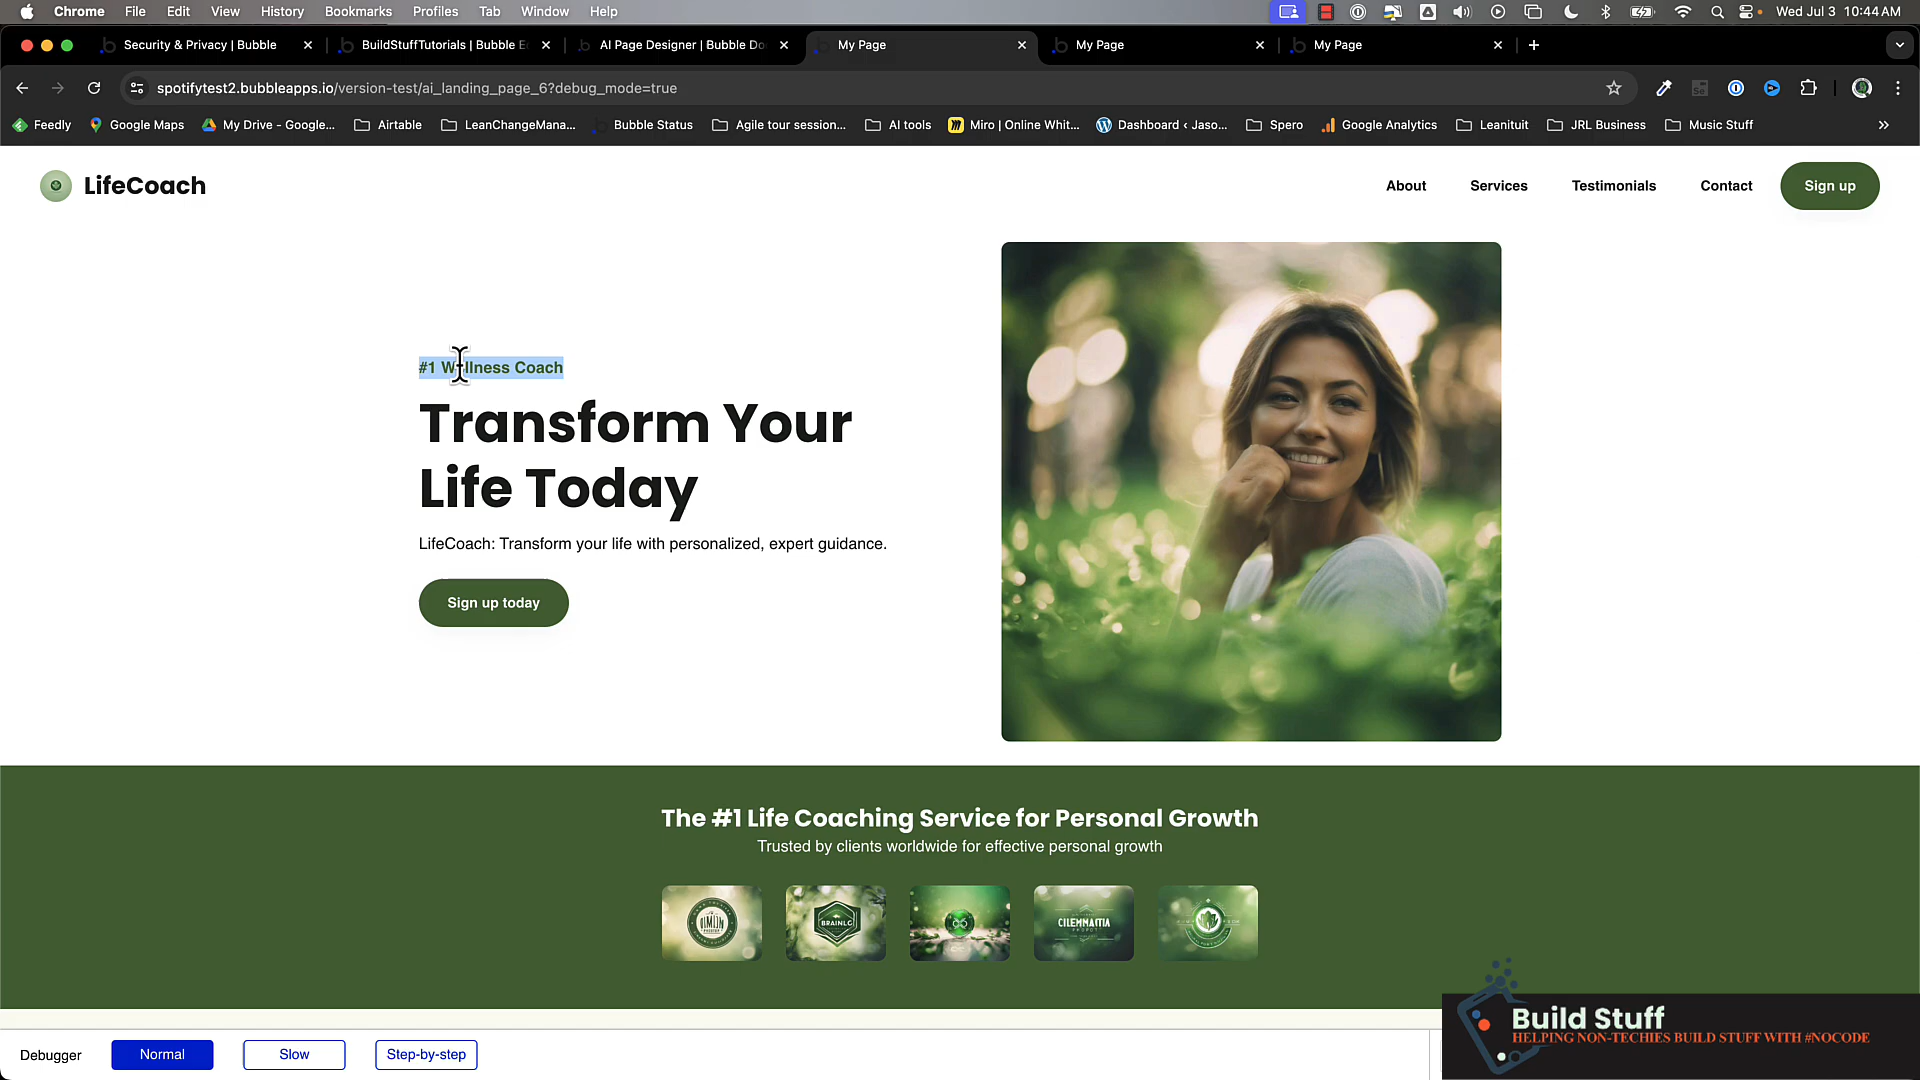 Chrome File Edit View History Bookmarks Profiles Tab Window Help
Wed Jul 3 10:44 AM
Security & Privacy | Bubble
BuildStuffTutorials | Bubble E
AI Page Designer | Bubble Do
My Page
My Page
My Page
spotifytest2.bubbleapps.io/version-test/ai_landing_page_6?debug_mode=true
Feedly
Google Maps
My Drive - Google...
Airtable
LeanChangeMana...
Bubble Status
Agile tour session...
AI tools
Miro | Online Whit...
Dashboard ‹ Jaso...
Spero
Google Analytics
Leanituit
JRL Business
Music Stuff
LifeCoach
About
Services
Testimonials
Contact
Sign up
#1 Wellness Coach
Transform Your
Life Today
LifeCoach: Transform your life with personalized, expert guidance.
Sign up today
The #1 Life Coaching Service for Personal Growth
Trusted by clients worldwide for effective personal growth
BRAINLG
Debugger
Normal
Slow
Step-by-step
Build Stuff
HELPING NON-TECHIES BUILD STUFF WITH #NOCODE